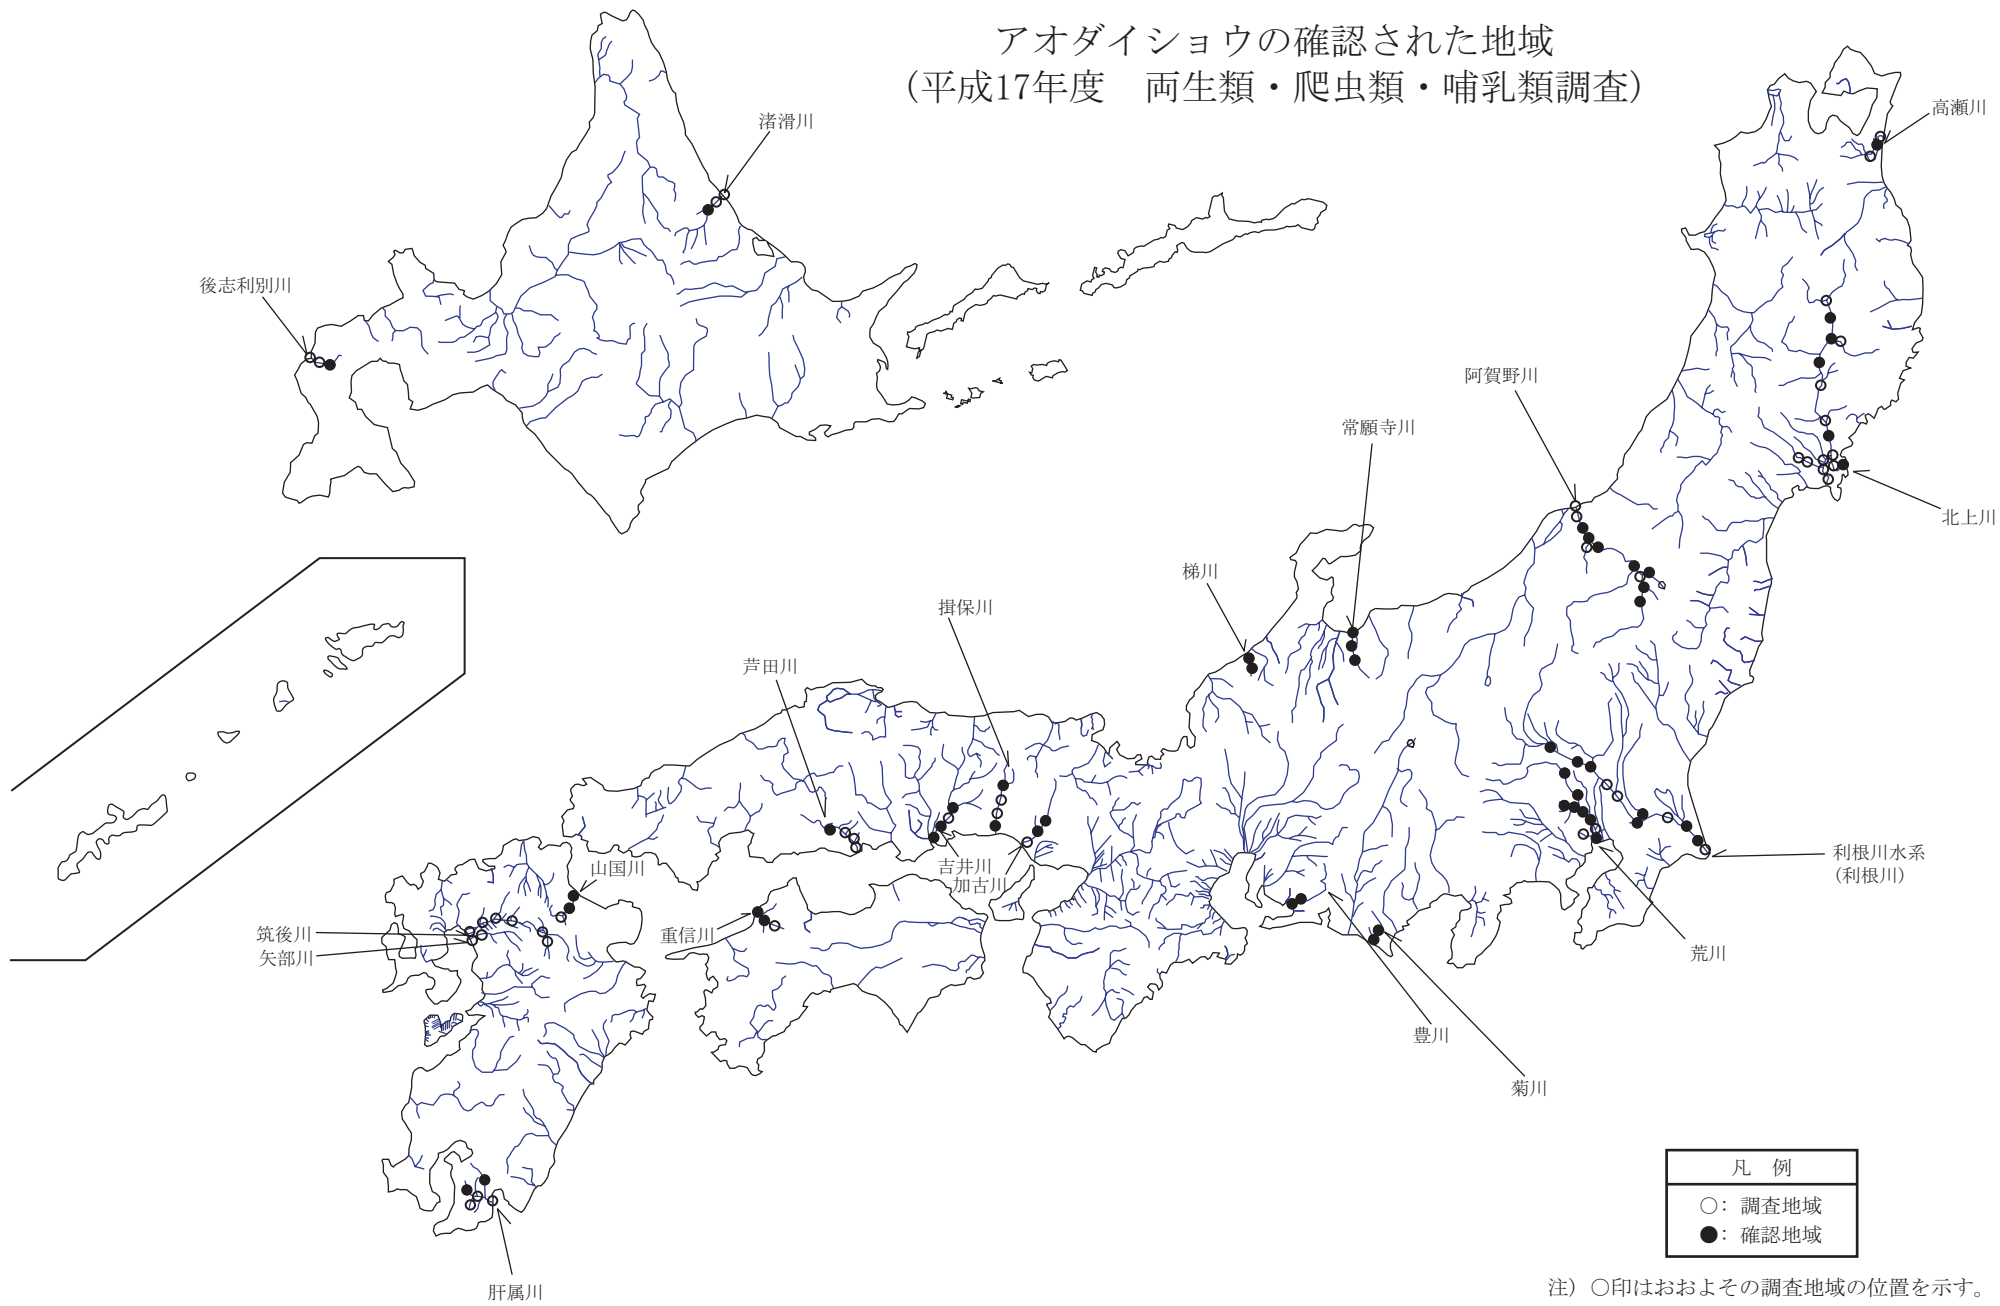 アオダイショウの確認された地域
（平成17年度　両生類・爬虫類・哺乳類調査）
渚滑川
高瀬川
後志利別川
阿賀野川
常願寺川
北上川
梯川
揖保川
芦田川
利根川水系
（利根川）
吉井川
加古川
山国川
筑後川
矢部川
重信川
荒川
豊川
菊川
肝属川
凡　例
○：調査地域
●：確認地域
注）○印はおおよその調査地域の位置を示す。